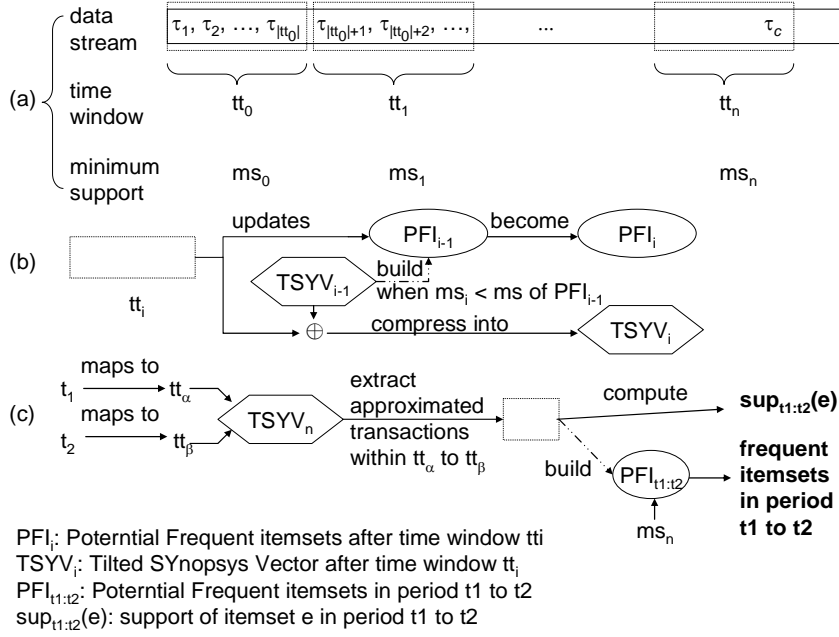 data stream
τ₁, τ₂, …, τ|tt₀|
τ|tt₀|+1, τ|tt₀|+2, …,
...
τc
(a)
time window
tt₀
tt₁
ttₙ
minimum support
ms₀
ms₁
msₙ
(b)
ttᵢ
updates
PFIᵢ₋₁
become
PFIᵢ
TSYVᵢ₋₁
build
when msᵢ < ms of PFIᵢ₋₁
⊕
compress into
TSYVᵢ
(c)
t₁
maps to
ttα
t₂
maps to
ttβ
TSYVₙ
extract
approximated
transactions
within ttα to ttβ
compute
sup_t1:t2(e)
build
PFI_t1:t2
msₙ
frequent
itemsets
in period
t1 to t2
PFIᵢ: Poterntial Frequent itemsets after time window tti
TSYVᵢ: Tilted SYnopsys Vector after time window ttᵢ
PFI_t1:t2: Poterntial Frequent itemsets in period t1 to t2
sup_t1:t2(e): support of itemset e in period t1 to t2